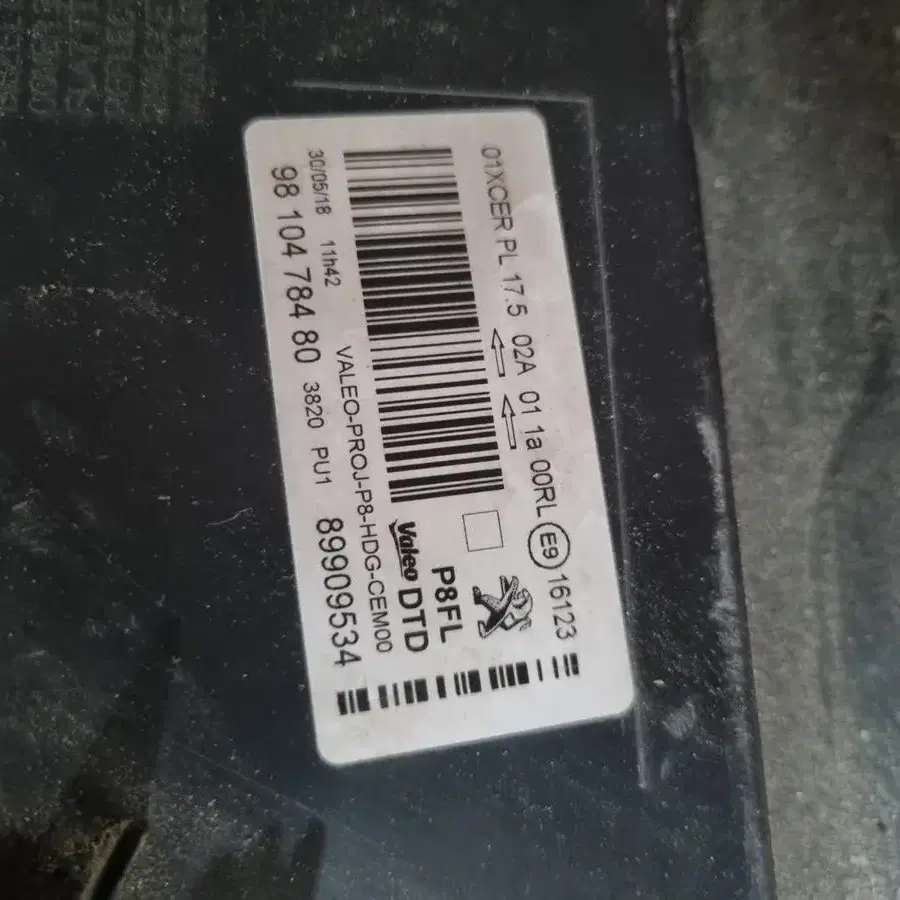 01XCER PL 17.5 02A 01 1a 00RL E9 16123
P8FL
Valeo DTD
30/05/18 11h42 VALEO-PROJ-P8-HDG-CEM00
98 104 784 80 3820 PU1 89909534